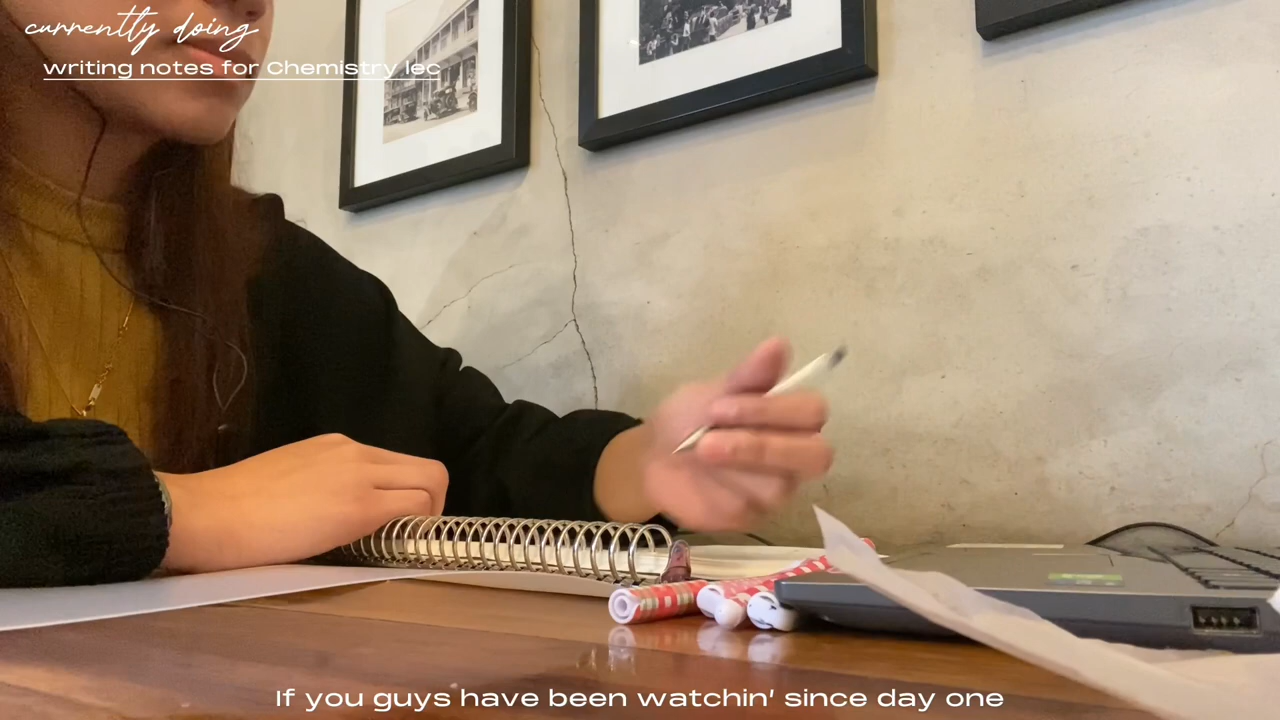 currently doing
writing notes for Chemistry lec
If you guys have been watchin' since day one